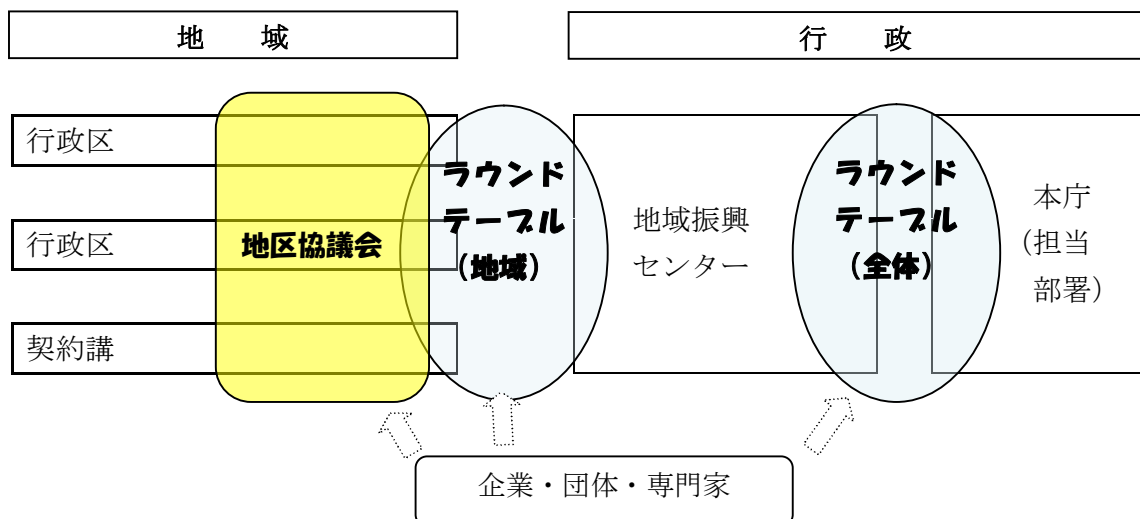 地　域
行　政
行政区
行政区
契約講
地区協議会
ラウンド
テーブル
(地域)
地域振興
センター
ラウンド
テーブル
(全体)
本庁
(担当
部署)
企業・団体・専門家